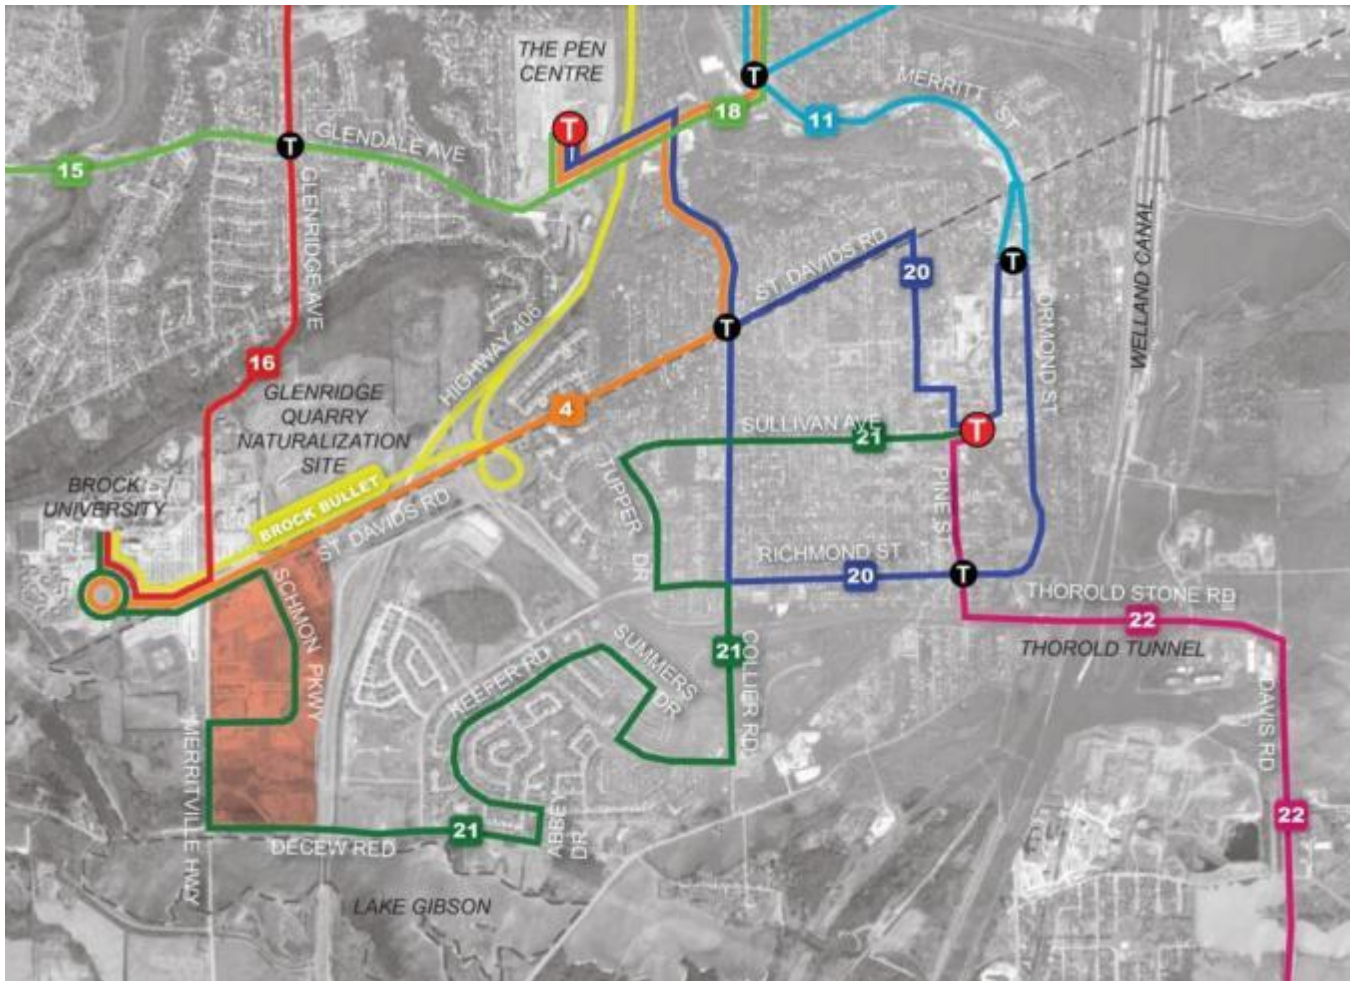 THE PEN
CENTRE
T
T
18
11
MERRITT ST
15
T
GLENDALE AVE
GLENRIDGE AVE
WELLAND CANAL
ST. DAVIDS RD
20
T
ORMOND ST
T
HIGHWAY 406
16
GLENRIDGE
QUARRY
NATURALIZATION
SITE
4
SULLIVAN AVE
21
T
BROCK
UNIVERSITY
BROCK BULLET
ST. DAVIDS RD
TUPPER DR
PINE ST
RICHMOND ST
20
T
SCHMON PKWY
THOROLD STONE RD
22
THOROLD TUNNEL
KEEPER RD
SUMMERS
DR
21
COLLIER RD
DAVIS RD
MERRITVILLE HWY
22
21
DECEW RED
ABBEY
DR
LAKE GIBSON